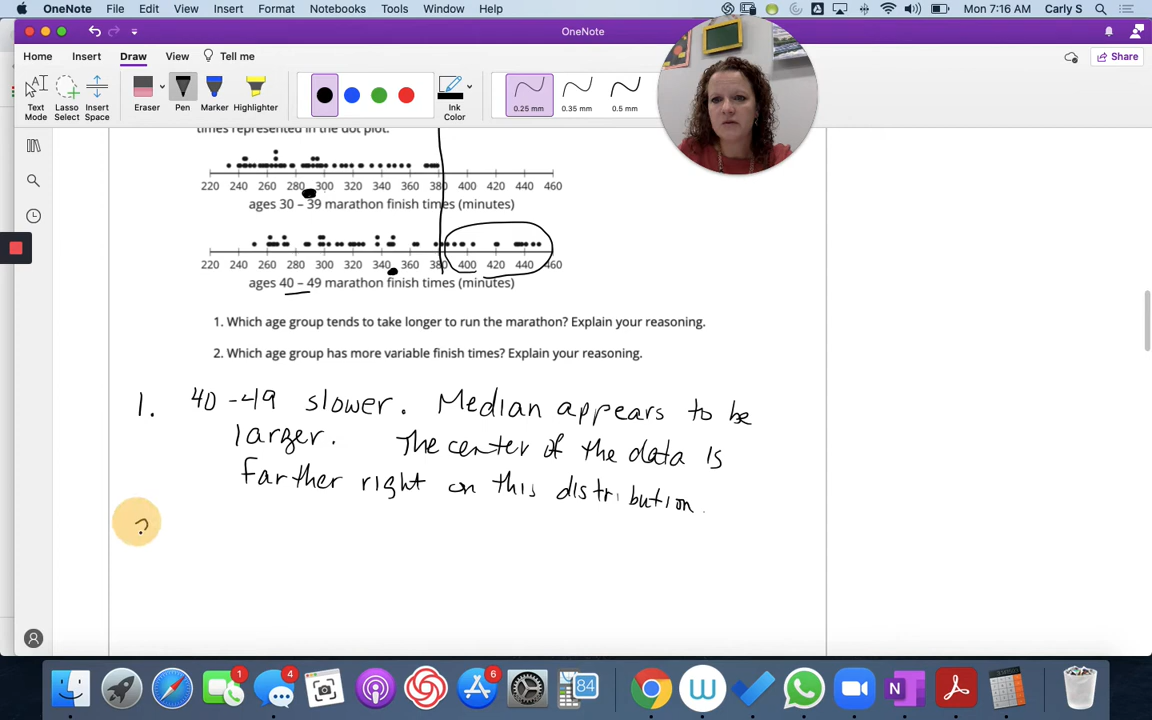 OneNote File Edit View Insert Format Notebooks Tools Window Help Mon 7:16 AM Carly S
OneNote
Home Insert Draw View Tell me Share
Text Mode Lasso Select Insert Space Eraser Pen Marker Highlighter Ink Color 0.25 mm 0.35 mm 0.5 mm
times represented in the dot plot.
220 240 260 280 300 320 340 360 380 400 420 440 460
ages 30 – 39 marathon finish times (minutes)
220 240 260 280 300 320 340 360 380 400 420 440 460
ages 40 – 49 marathon finish times (minutes)
1. Which age group tends to take longer to run the marathon? Explain your reasoning.
2. Which age group has more variable finish times? Explain your reasoning.
1. 40-49 slower. Median appears to be
larger. The center of the data is
farther right on this distribution.
2
1 4 6 84